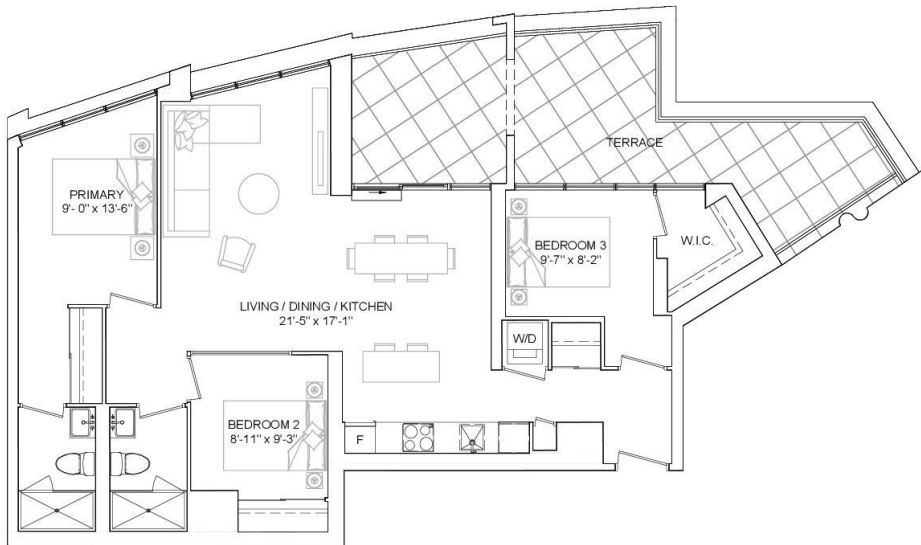 TERRACE
PRIMARY
9'- 0" x 13'-6"
W.I.C.
BEDROOM 3
9'-7" x 8'-2"
LIVING / DINING / KITCHEN
21'-5" x 17'-1"
W/D
BEDROOM 2
8'-11" x 9'-3"
F